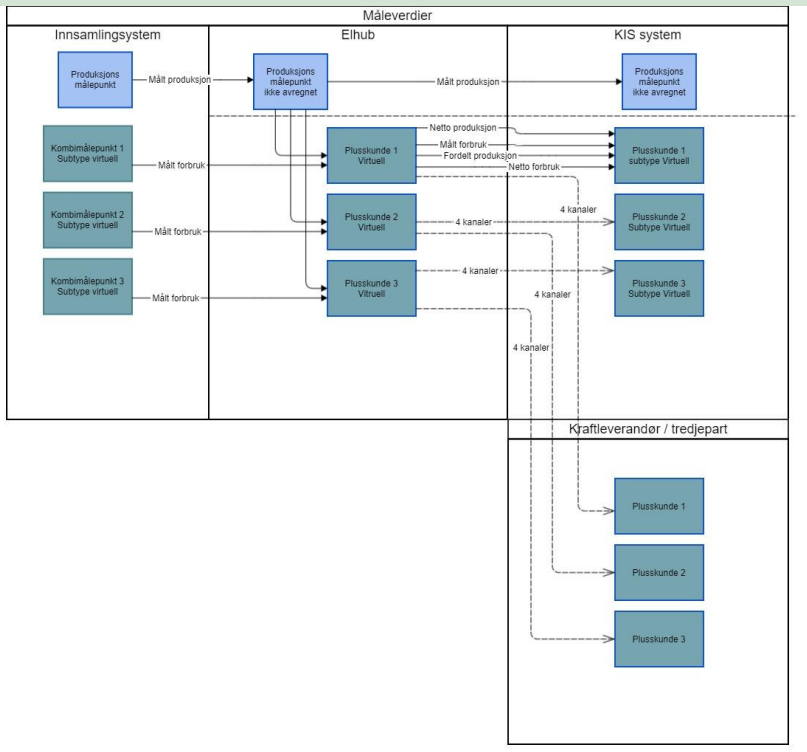 Måleverdier
Innsamlingsystem
Elhub
KIS system
Produksjons
målepunkt
Målt produksjon
Produksjons
målepunkt
ikke avregnet
Målt produksjon
Produksjons
målepunkt
ikke avregnet
Kombimålepunkt 1
Subtype virtuell
Målt forbruk
Plusskunde 1
Virtuell
Netto produksjon
Målt forbruk
Fordelt produksjon
Netto forbruk
Plusskunde 1
subtype Virtuell
Kombimålepunkt 2
Subtype virtuell
Målt forbruk
Plusskunde 2
Virtuell
4 kanaler
4 kanaler
Plusskunde 2
Subtype Virtuell
Kombimålepunkt 3
Subtype virtuell
Målt forbruk
Plusskunde 3
Vitruell
4 kanaler
4 kanaler
4 kanaler
Plusskunde 3
Subtype Virtuell
Kraftleverandør / tredjepart
Plusskunde 1
Plusskunde 2
Plusskunde 3